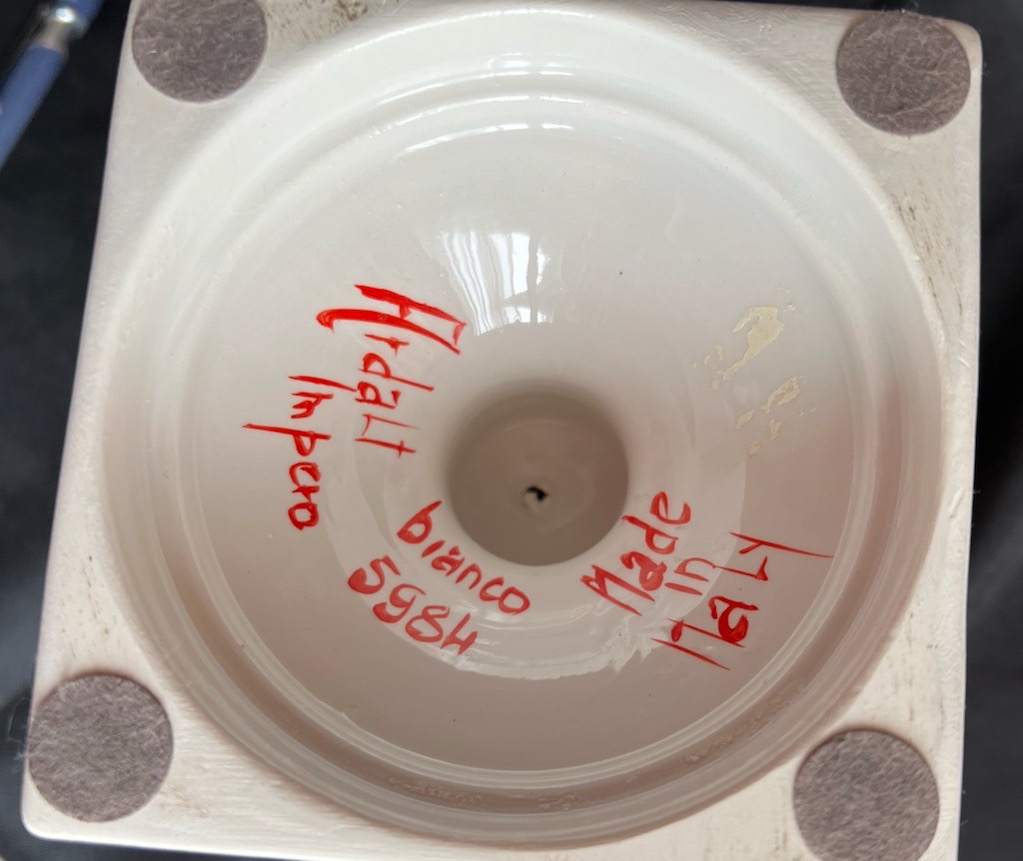 Ardalt
Impero
bianco
5984
Made
in
Italy